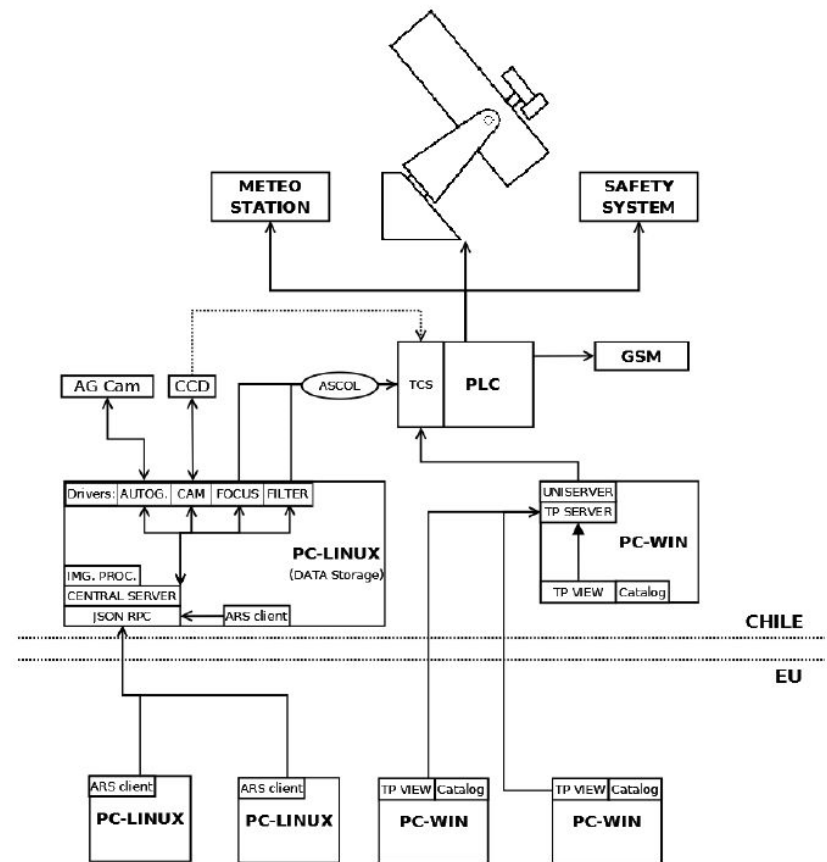 METEO
STATION
SAFETY
SYSTEM
AG Cam
CCD
ASCOL
TCS
PLC
GSM
Drivers: AUTOG. CAM FOCUS FILTER
UNISERVER
TP SERVER
PC-WIN
PC-LINUX
(DATA Storage)
IMG. PROC.
CENTRAL SERVER
JSON RPC
ARS client
TP VIEW Catalog
CHILE
EU
ARS client
PC-LINUX
ARS client
PC-LINUX
TP VIEW Catalog
PC-WIN
TP VIEW Catalog
PC-WIN